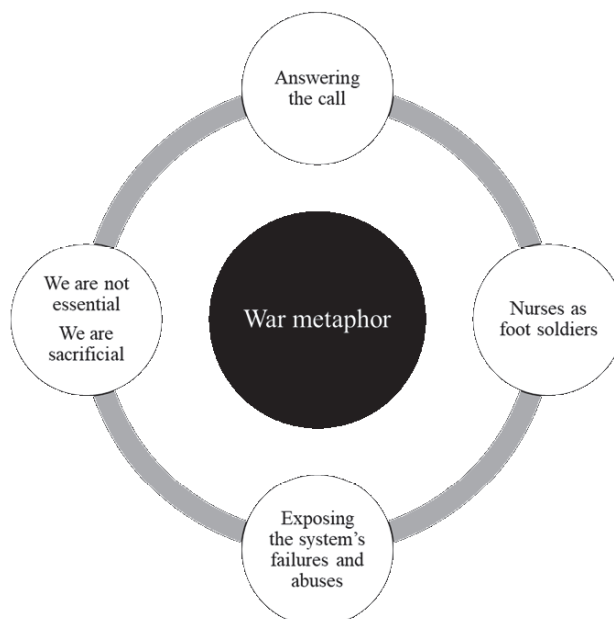 Answering
the call
We are not
essential
We are
sacrificial
War metaphor
Nurses as
foot soldiers
Exposing
the system's
failures and
abuses